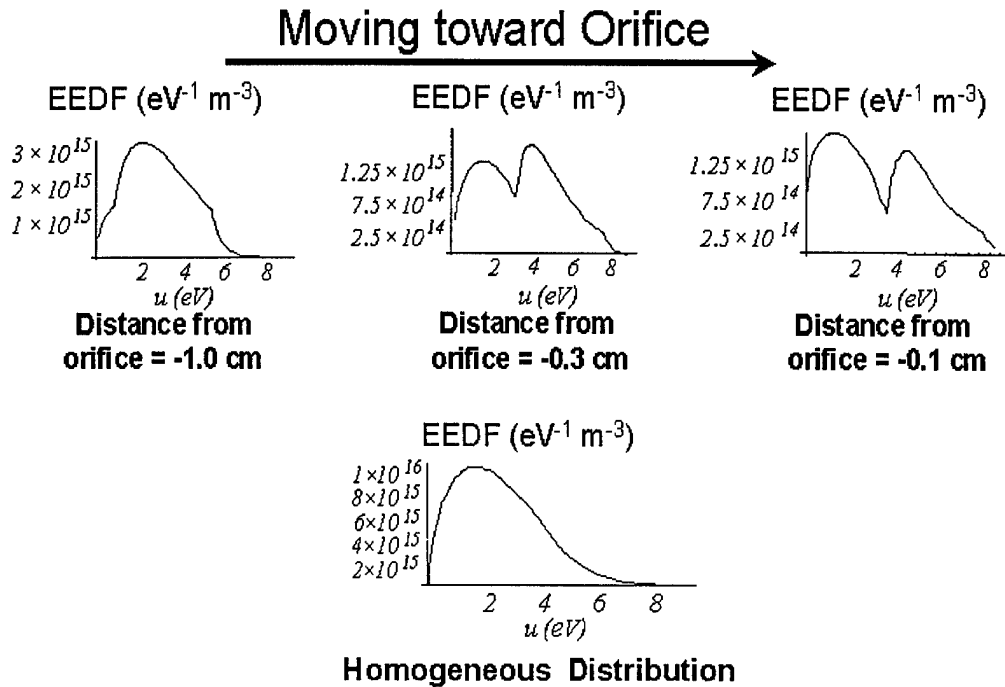 Moving toward Orifice
EEDF (eV-1 m-3)
3 × 10 15
2 × 10 15
1 × 10 15
2 4 6 8
u (eV)
Distance from
orifice = -1.0 cm
EEDF (eV-1 m-3)
1.25 × 10 15
7.5 × 10 14
2.5 × 10 14
2 4 6 8
u (eV)
Distance from
orifice = -0.3 cm
EEDF (eV-1 m-3)
1.25 × 10 15
7.5 × 10 14
2.5 × 10 14
2 4 6 8
u (eV)
Distance from
orifice = -0.1 cm
EEDF (eV-1 m-3)
1×10 16
8×10 15
6×10 15
4×10 15
2×10 15
2 4 6 8
u (eV)
Homogeneous Distribution